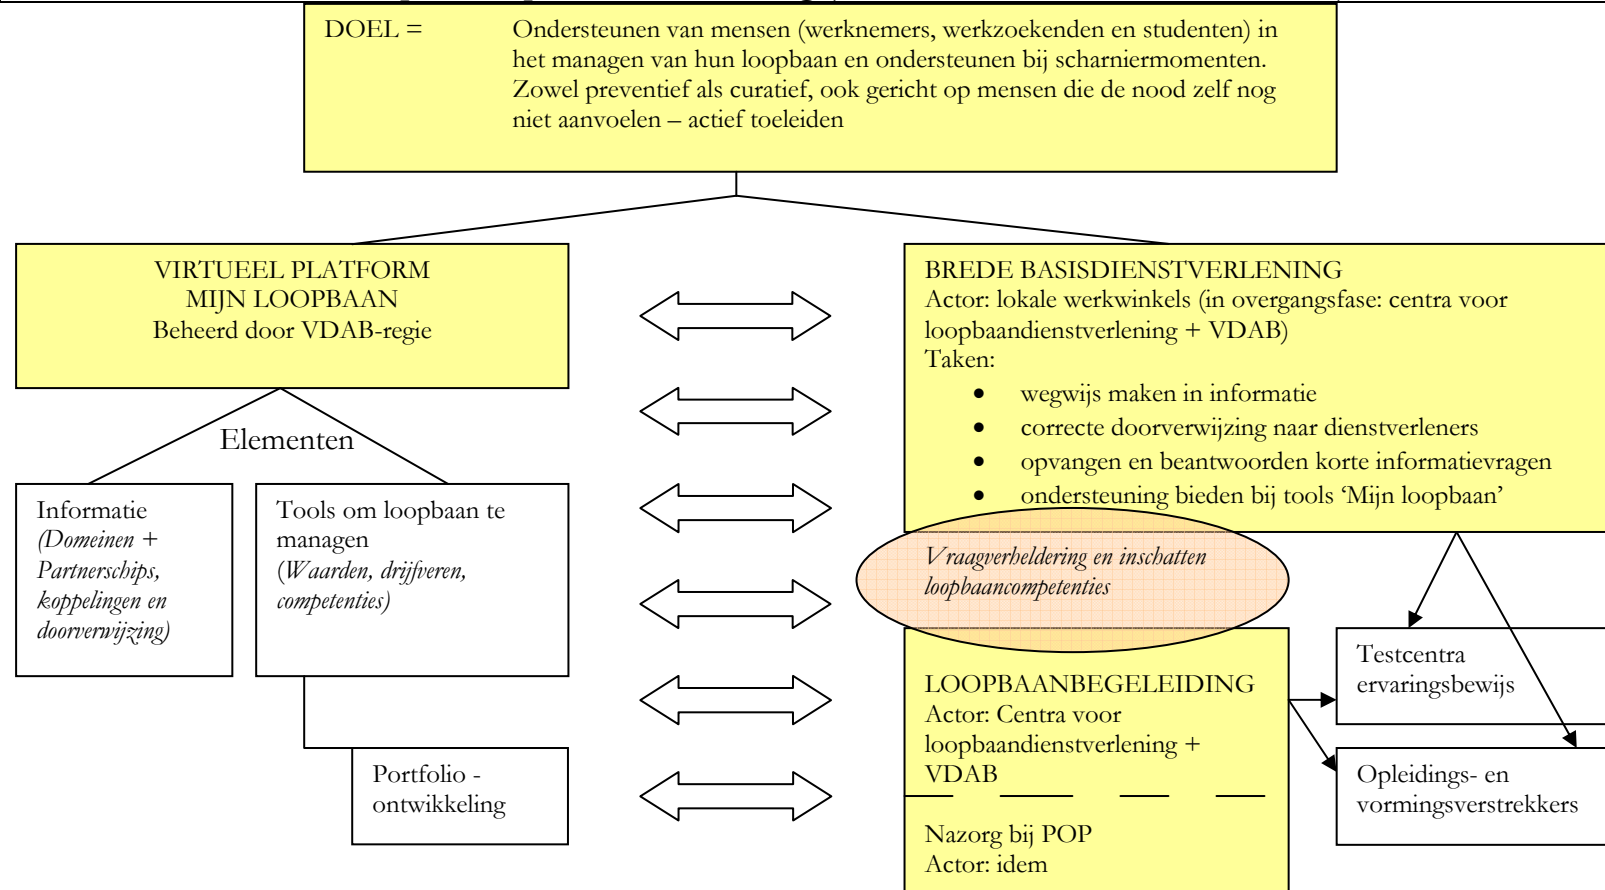 DOEL = Ondersteunen van mensen (werknemers, werkzoekenden en studenten) in
het managen van hun loopbaan en ondersteunen bij scharniermomenten.
Zowel preventief als curatief, ook gericht op mensen die de nood zelf nog
niet aanvoelen – actief toeleiden
VIRTUEEL PLATFORM
MIJN LOOPBAAN
Beheerd door VDAB-regie
Elementen
Informatie
(Domeinen +
Partnerschips,
koppelingen en
doorverwijzing)
Tools om loopbaan te
managen
(Waarden, drijfveren,
competenties)
Portfolio -
ontwikkeling
BREDE BASISDIENSTVERLENING
Actor: lokale werkwinkels (in overgangsfase: centra voor
loopbaandienstverlening + VDAB)
Taken:
• wegwijs maken in informatie
• correcte doorverwijzing naar dienstverleners
• opvangen en beantwoorden korte informatievragen
• ondersteuning bieden bij tools ‘Mijn loopbaan’
Vraagverheldering en inschatten
loopbaancompetenties
LOOPBAANBEGELEIDING
Actor: Centra voor
loopbaandienstverlening +
VDAB
Nazorg bij POP
Actor: idem
Testcentra
ervaringsbewijs
Opleidings- en
vormingsverstrekkers